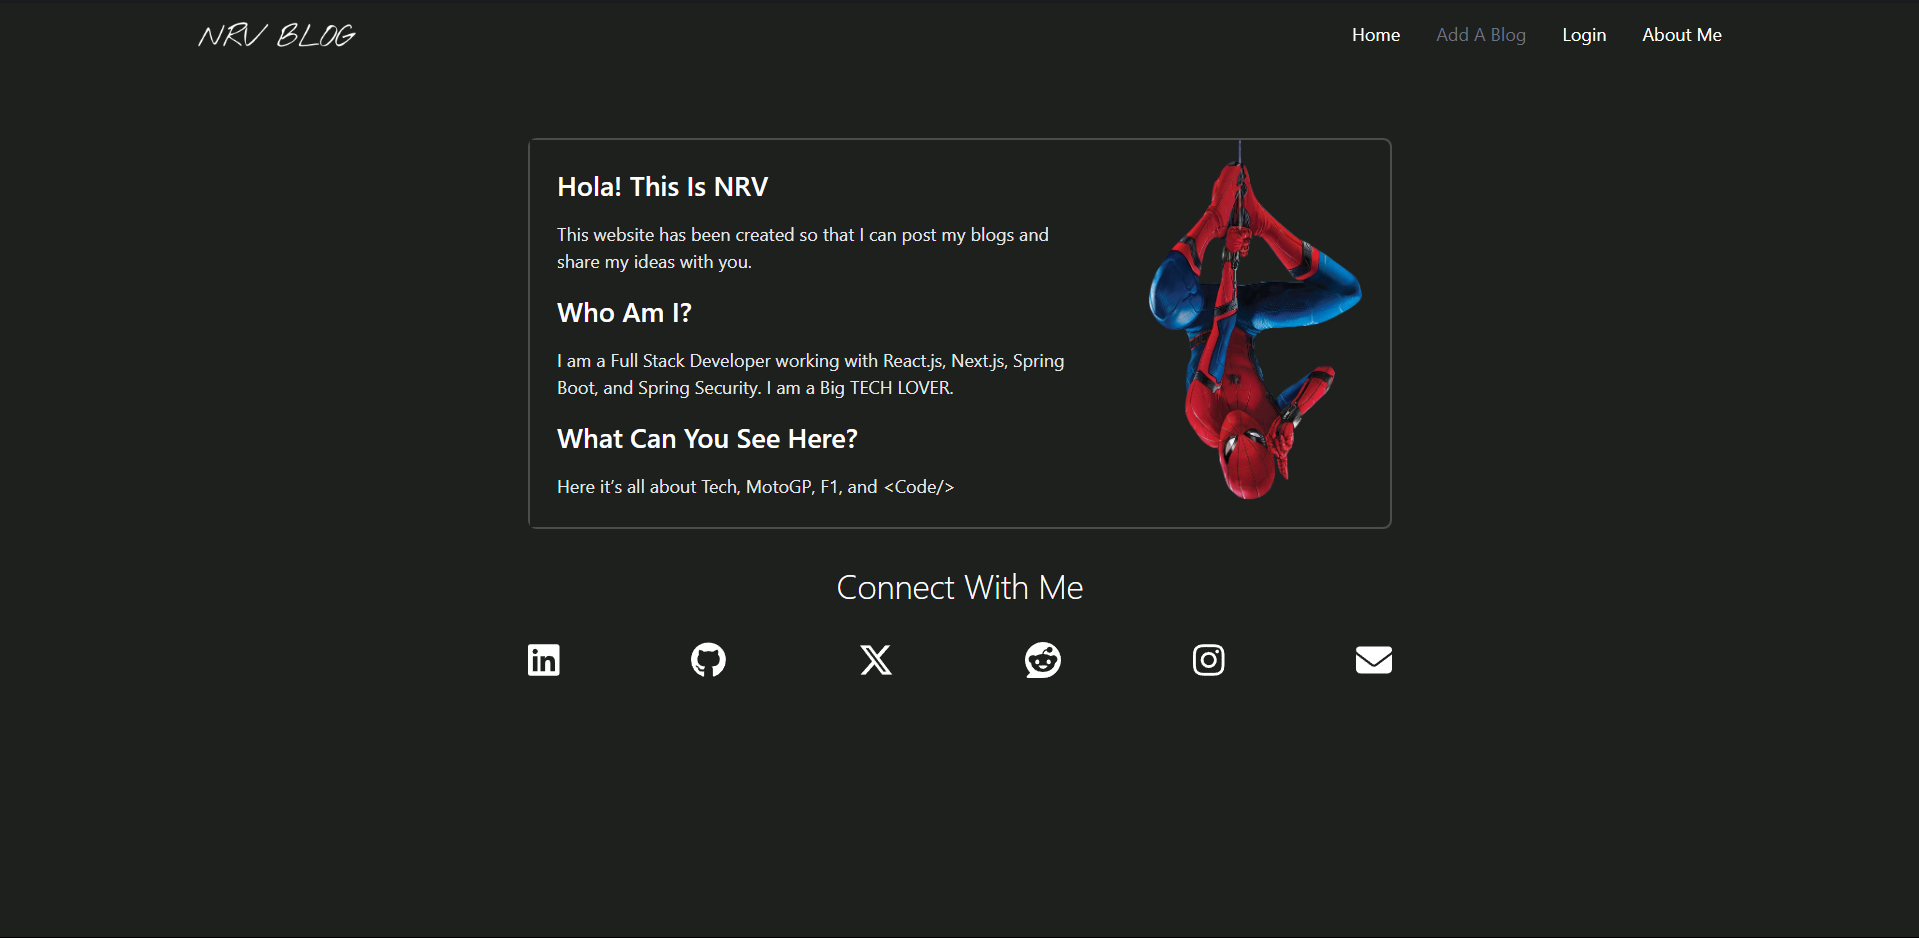 NRV BLOG
Home Add A Blog Login About Me
Hola! This Is NRV
This website has been created so that I can post my blogs and
share my ideas with you.
Who Am I?
I am a Full Stack Developer working with React.js, Next.js, Spring
Boot, and Spring Security. I am a Big TECH LOVER.
What Can You See Here?
Here it’s all about Tech, MotoGP, F1, and <Code/>
Connect With Me
in